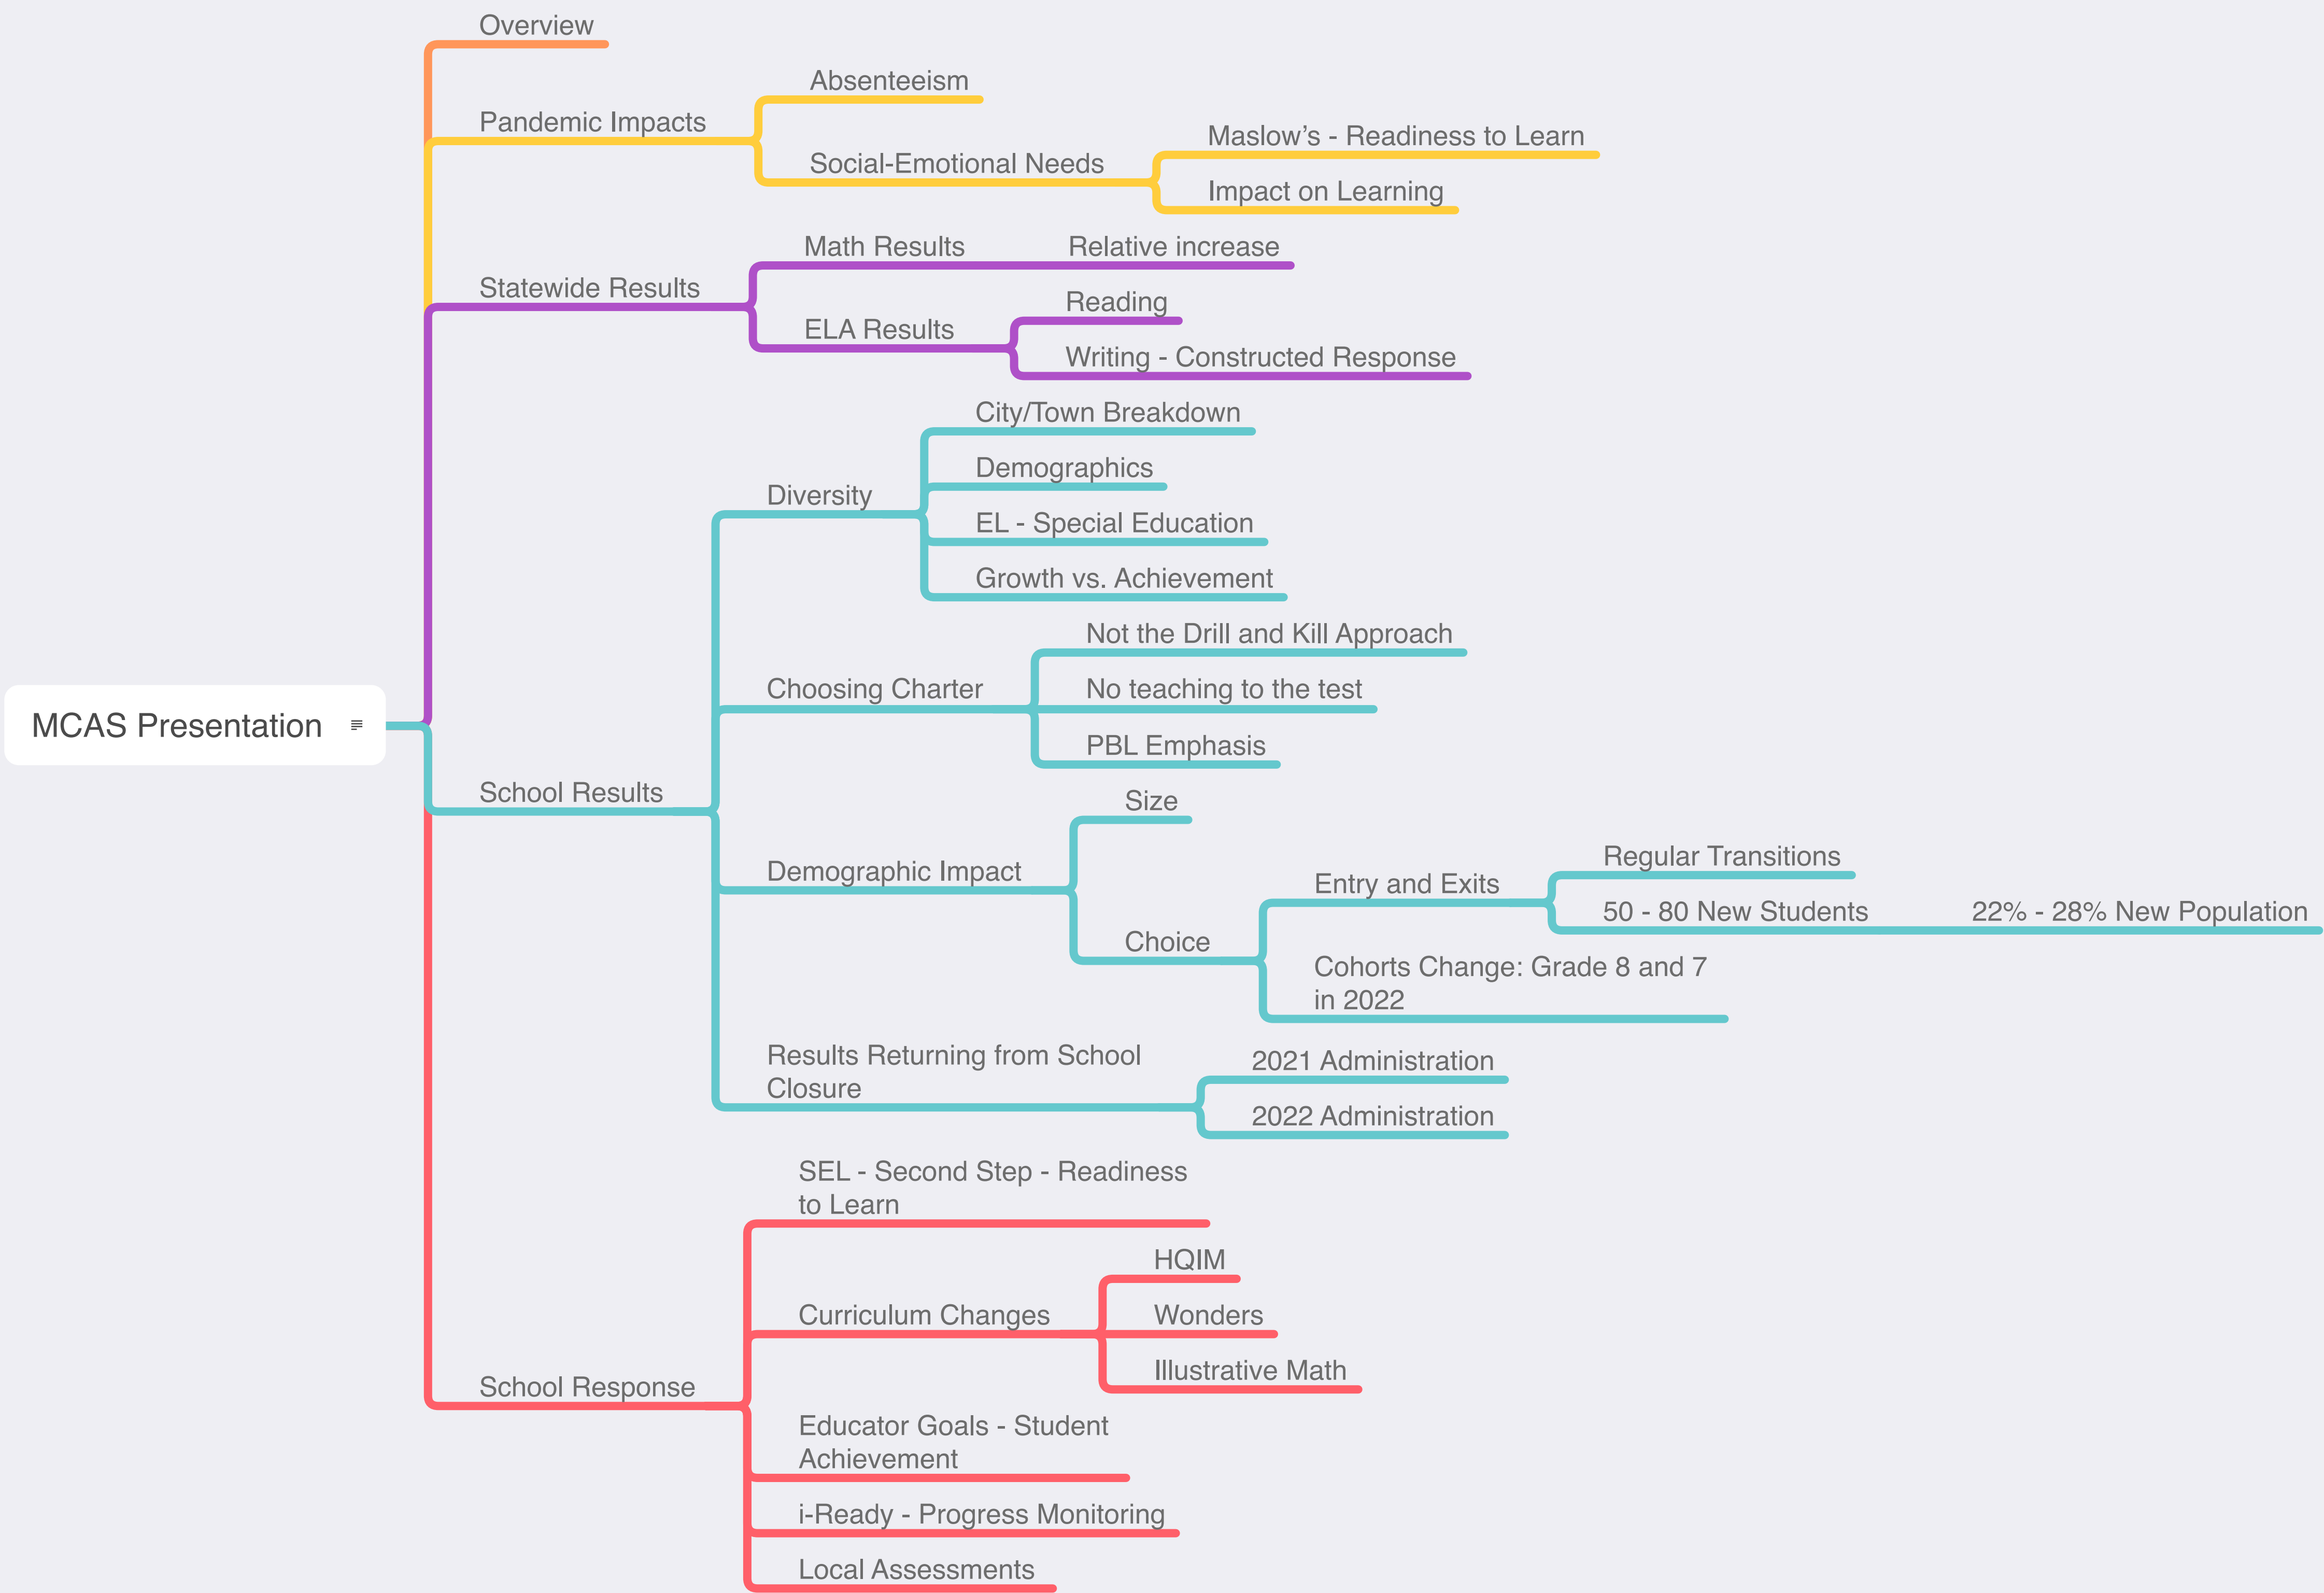 Overview
Absenteeism
Pandemic Impacts
Maslow’s - Readiness to Learn
Social-Emotional Needs
Impact on Learning
Math Results
Relative increase
Statewide Results
Reading
ELA Results
Writing - Constructed Response
City/Town Breakdown
Demographics
Diversity
EL - Special Education
Growth vs. Achievement
Not the Drill and Kill Approach
Choosing Charter
No teaching to the test
MCAS Presentation
PBL Emphasis
School Results
Size
Demographic Impact
Regular Transitions
Entry and Exits
50 - 80 New Students
22% - 28% New Population
Choice
Cohorts Change: Grade 8 and 7
in 2022
Results Returning from School
Closure
2021 Administration
2022 Administration
SEL - Second Step - Readiness
to Learn
HQIM
Curriculum Changes
Wonders
Illustrative Math
School Response
Educator Goals - Student
Achievement
i-Ready - Progress Monitoring
Local Assessments